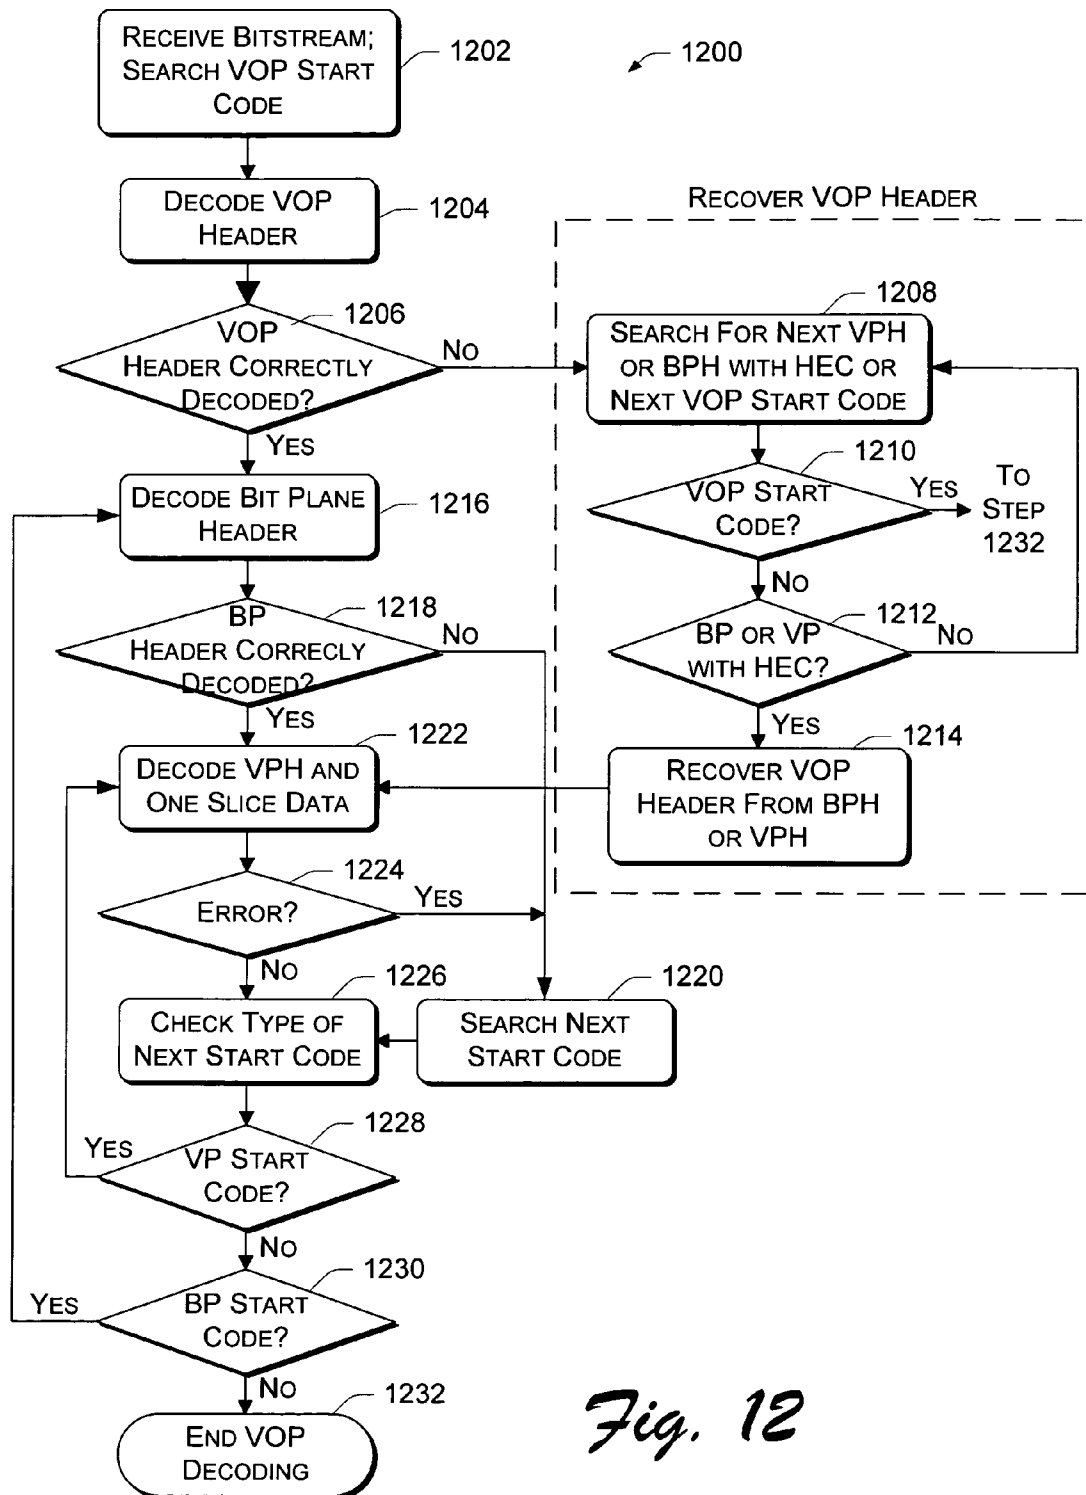 RECEIVE BITSTREAM;
SEARCH VOP START
CODE
1202
1200
DECODE VOP
HEADER
1204
RECOVER VOP HEADER
VOP
HEADER CORRECTLY
DECODED?
1206
NO
YES
1208
SEARCH FOR NEXT VPH
OR BPH WITH HEC OR
NEXT VOP START CODE
1210
VOP START
CODE?
YES
TO
STEP
1232
NO
DECODE BIT PLANE
HEADER
1216
1212
BP OR VP
WITH HEC?
NO
YES
BP
HEADER CORRECLY
DECODED?
1218
NO
YES
1214
RECOVER VOP
HEADER FROM BPH
OR VPH
1222
DECODE VPH AND
ONE SLICE DATA
1224
ERROR?
YES
NO
1226
CHECK TYPE OF
NEXT START CODE
1220
SEARCH NEXT
START CODE
1228
VP START
CODE?
YES
NO
1230
BP START
CODE?
YES
NO
1232
END VOP
DECODING
Fig. 12